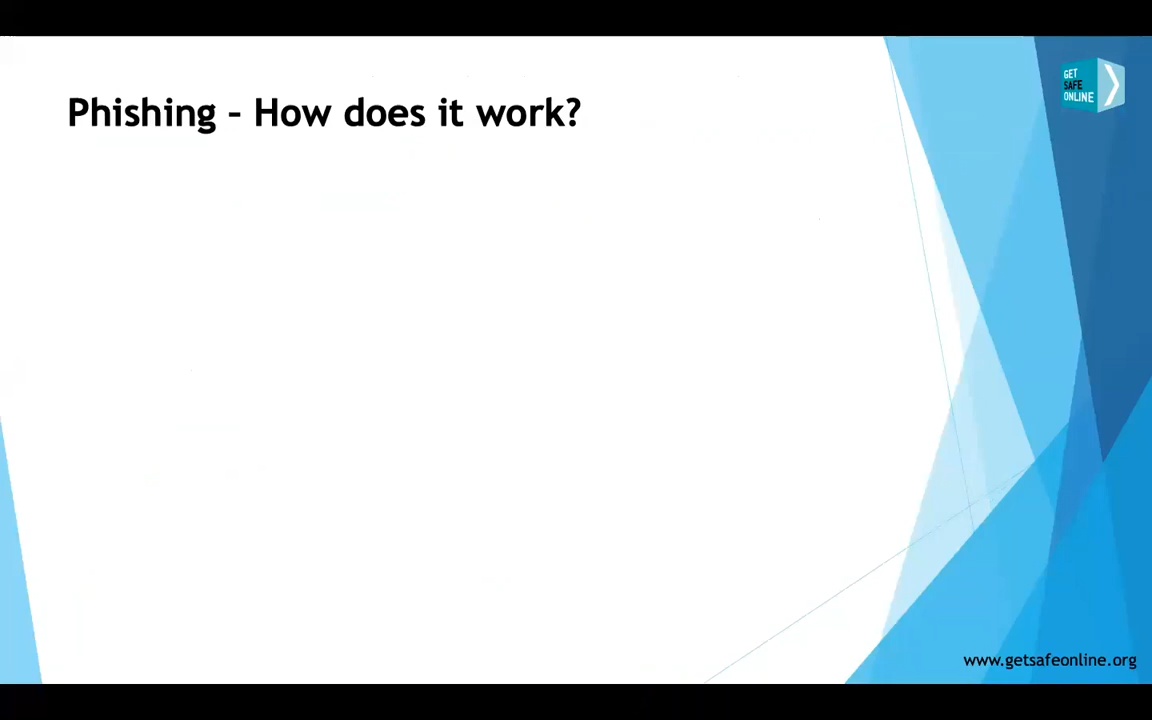 Phishing – How does it work?
GET
SAFE
ONLINE
www.getsafeonline.org